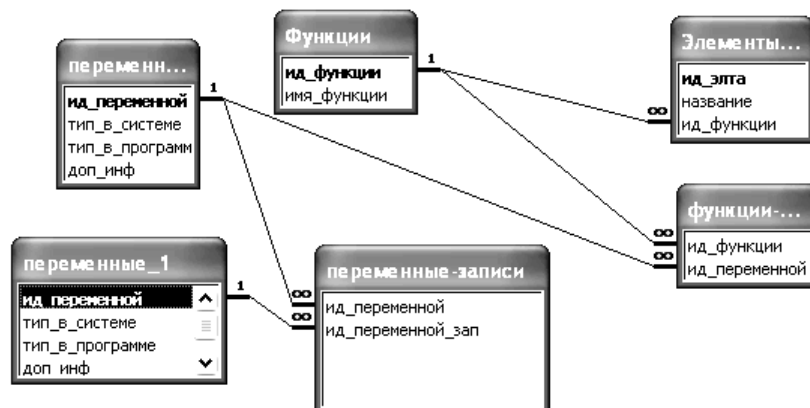 переменн...
ид_переменной
тип_в_системе
тип_в_программ
доп_инф
1
Функции
ид_функции
имя_функции
1
Элементы...
ид_элта
название
ид_функции
∞
функции-...
ид_функции
ид_переменной
∞
∞
переменные_1
ид_переменной
тип_в_системе
тип_в_программе
доп_инф
1
переменные-записи
ид_переменной
ид_переменной_зап
∞
∞